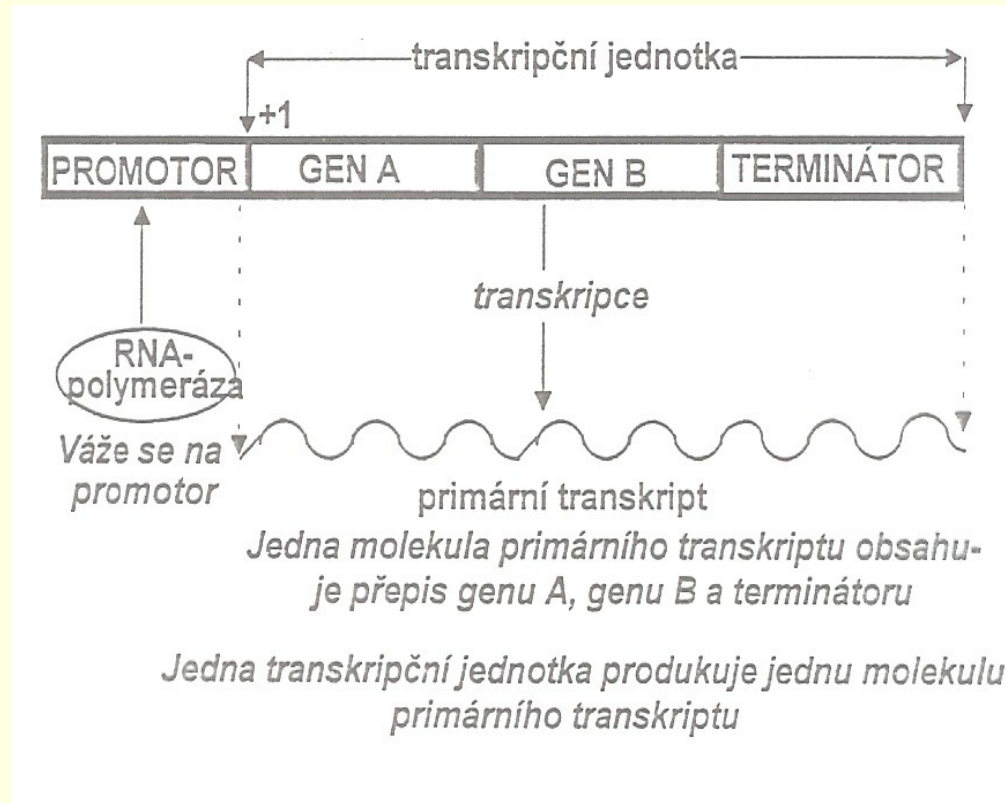 transkripční jednotka
+1
PROMOTOR GEN A GEN B TERMINÁTOR
transkripce
RNA-
polymeráza
Váže se na
promotor
primární transkript
Jedna molekula primárního transkriptu obsahu-
je přepis genu A, genu B a terminátoru
Jedna transkripční jednotka produkuje jednu molekulu
primárního transkriptu